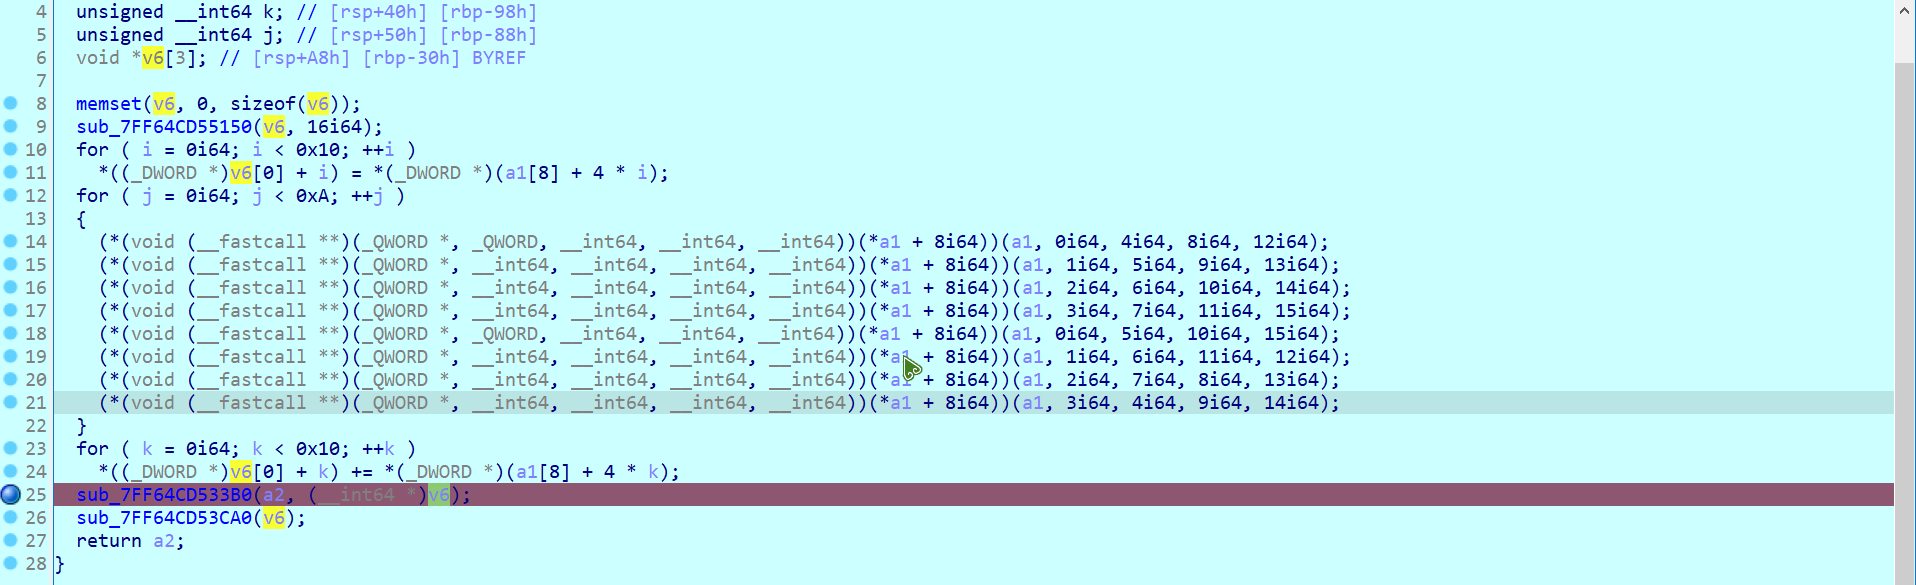 4 unsigned __int64 k; // [rsp+40h] [rbp-98h]
5 unsigned __int64 j; // [rsp+50h] [rbp-88h]
6 void *v6[3]; // [rsp+A8h] [rbp-30h] BYREF
7
8 memset(v6, 0, sizeof(v6));
9 sub_7FF64CD55150(v6, 16i64);
10 for ( i = 0i64; i < 0x10; ++i )
11 *((_DWORD *)v6[0] + i) = *(_DWORD *)(a1[8] + 4 * i);
12 for ( j = 0i64; j < 0xA; ++j )
13 {
14 (*(void (__fastcall **)(_QWORD *, _QWORD, __int64, __int64, __int64))(*a1 + 8i64))(a1, 0i64, 4i64, 8i64, 12i64);
15 (*(void (__fastcall **)(_QWORD *, __int64, __int64, __int64, __int64))(*a1 + 8i64))(a1, 1i64, 5i64, 9i64, 13i64);
16 (*(void (__fastcall **)(_QWORD *, __int64, __int64, __int64, __int64))(*a1 + 8i64))(a1, 2i64, 6i64, 10i64, 14i64);
17 (*(void (__fastcall **)(_QWORD *, __int64, __int64, __int64, __int64))(*a1 + 8i64))(a1, 3i64, 7i64, 11i64, 15i64);
18 (*(void (__fastcall **)(_QWORD *, _QWORD, __int64, __int64, __int64))(*a1 + 8i64))(a1, 0i64, 5i64, 10i64, 15i64);
19 (*(void (__fastcall **)(_QWORD *, __int64, __int64, __int64, __int64))(*a1 + 8i64))(a1, 1i64, 6i64, 11i64, 12i64);
20 (*(void (__fastcall **)(_QWORD *, __int64, __int64, __int64, __int64))(*a1 + 8i64))(a1, 2i64, 7i64, 8i64, 13i64);
21 (*(void (__fastcall **)(_QWORD *, __int64, __int64, __int64, __int64))(*a1 + 8i64))(a1, 3i64, 4i64, 9i64, 14i64);
22 }
23 for ( k = 0i64; k < 0x10; ++k )
24 *((_DWORD *)v6[0] + k) += *(_DWORD *)(a1[8] + 4 * k);
25 sub_7FF64CD533B0(a2, (__int64 *)v6);
26 sub_7FF64CD53CA0(v6);
27 return a2;
28 }